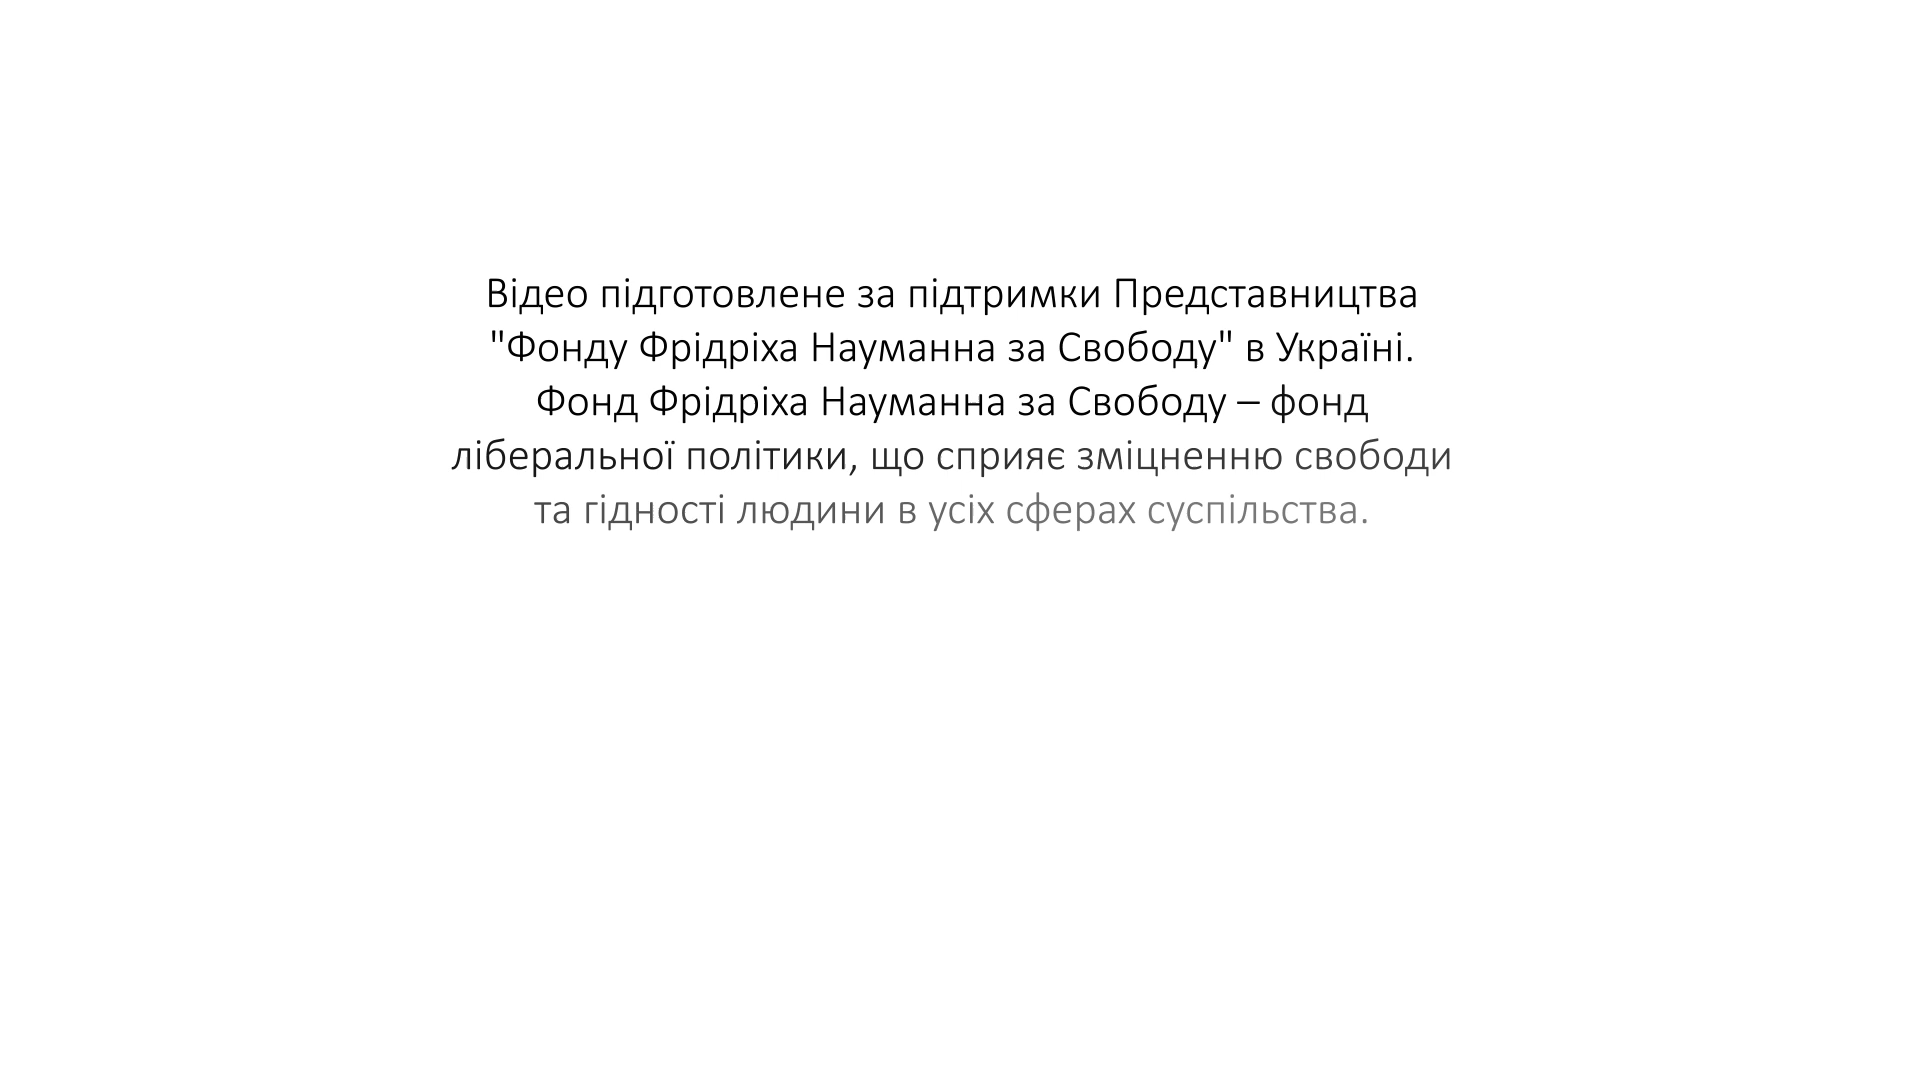 Відео підготовлене за підтримки Представництва
"Фонду Фрідріха Науманна за Свободу" в Україні.
Фонд Фрідріха Науманна за Свободу – фонд
ліберальної політики, що сприяє зміцненню свободи
та гідності людини в усіх сферах суспільства.